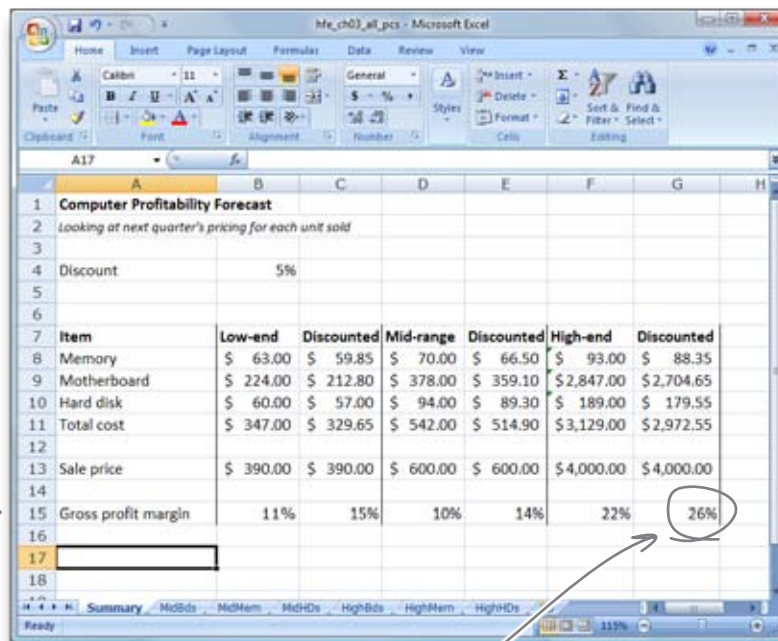 hfe_ch03_all_pcs - Microsoft Excel
Home Insert Page Layout Formulas Data Review View
Calibri 11 General Insert Σ
Paste B I U A A $ % , Styles Delete Sort & Find &
A Format Filter Select
Clipboard Font Alignment Number Cells Editing
A17 fx
A B C D E F G H
1 Computer Profitability Forecast
2 Looking at next quarter's pricing for each unit sold
3
4 Discount 5%
5
6
7 Item Low-end Discounted Mid-range Discounted High-end Discounted
8 Memory $ 63.00 $ 59.85 $ 70.00 $ 66.50 $ 93.00 $ 88.35
9 Motherboard $ 224.00 $ 212.80 $ 378.00 $ 359.10 $2,847.00 $2,704.65
10 Hard disk $ 60.00 $ 57.00 $ 94.00 $ 89.30 $ 189.00 $ 179.55
11 Total cost $ 347.00 $ 329.65 $ 542.00 $ 514.90 $3,129.00 $2,972.55
12
13 Sale price $ 390.00 $ 390.00 $ 600.00 $ 600.00 $4,000.00 $4,000.00
14
15 Gross profit margin 11% 15% 10% 14% 22% 26%
16
17
18
Summary MidBds MidMem MidHDs HighBds HighMem HighHDs
Ready 115%